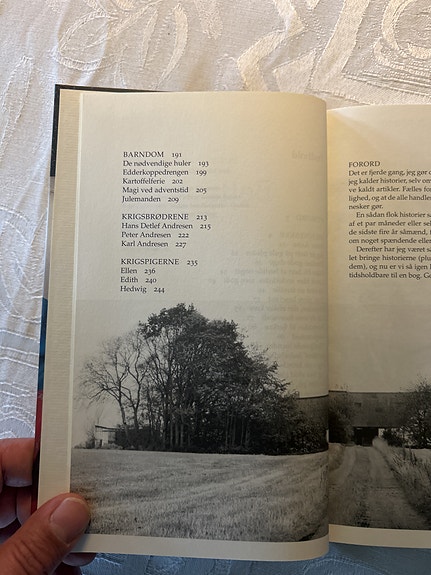 BARNDOM 191
De nødvendige huler 193
Edderkoppedrengen 199
Kartoffelferie 202
Magi ved adventstid 205
Julemanden 209
KRIGSBRØDRENE 213
Hans Detlef Andresen 215
Peter Andresen 222
Karl Andresen 227
KRIGSPIGERNE 235
Ellen 236
Edith 240
Hedwig 244
FORORD
Det er fjerde gang, jeg gør
jeg kalder historier, selv om
ve kaldt artikler. Fælles fo
lighed, og at de alle handle
nesker gør.
En sådan flok historier s
af et par måneder eller se
de sidste fire år såmænd,
om noget spændende elle
Derefter har jeg været så
let bringe historierne (plu
dem), og nu er vi så igen
tidsholdbare til en bog. G